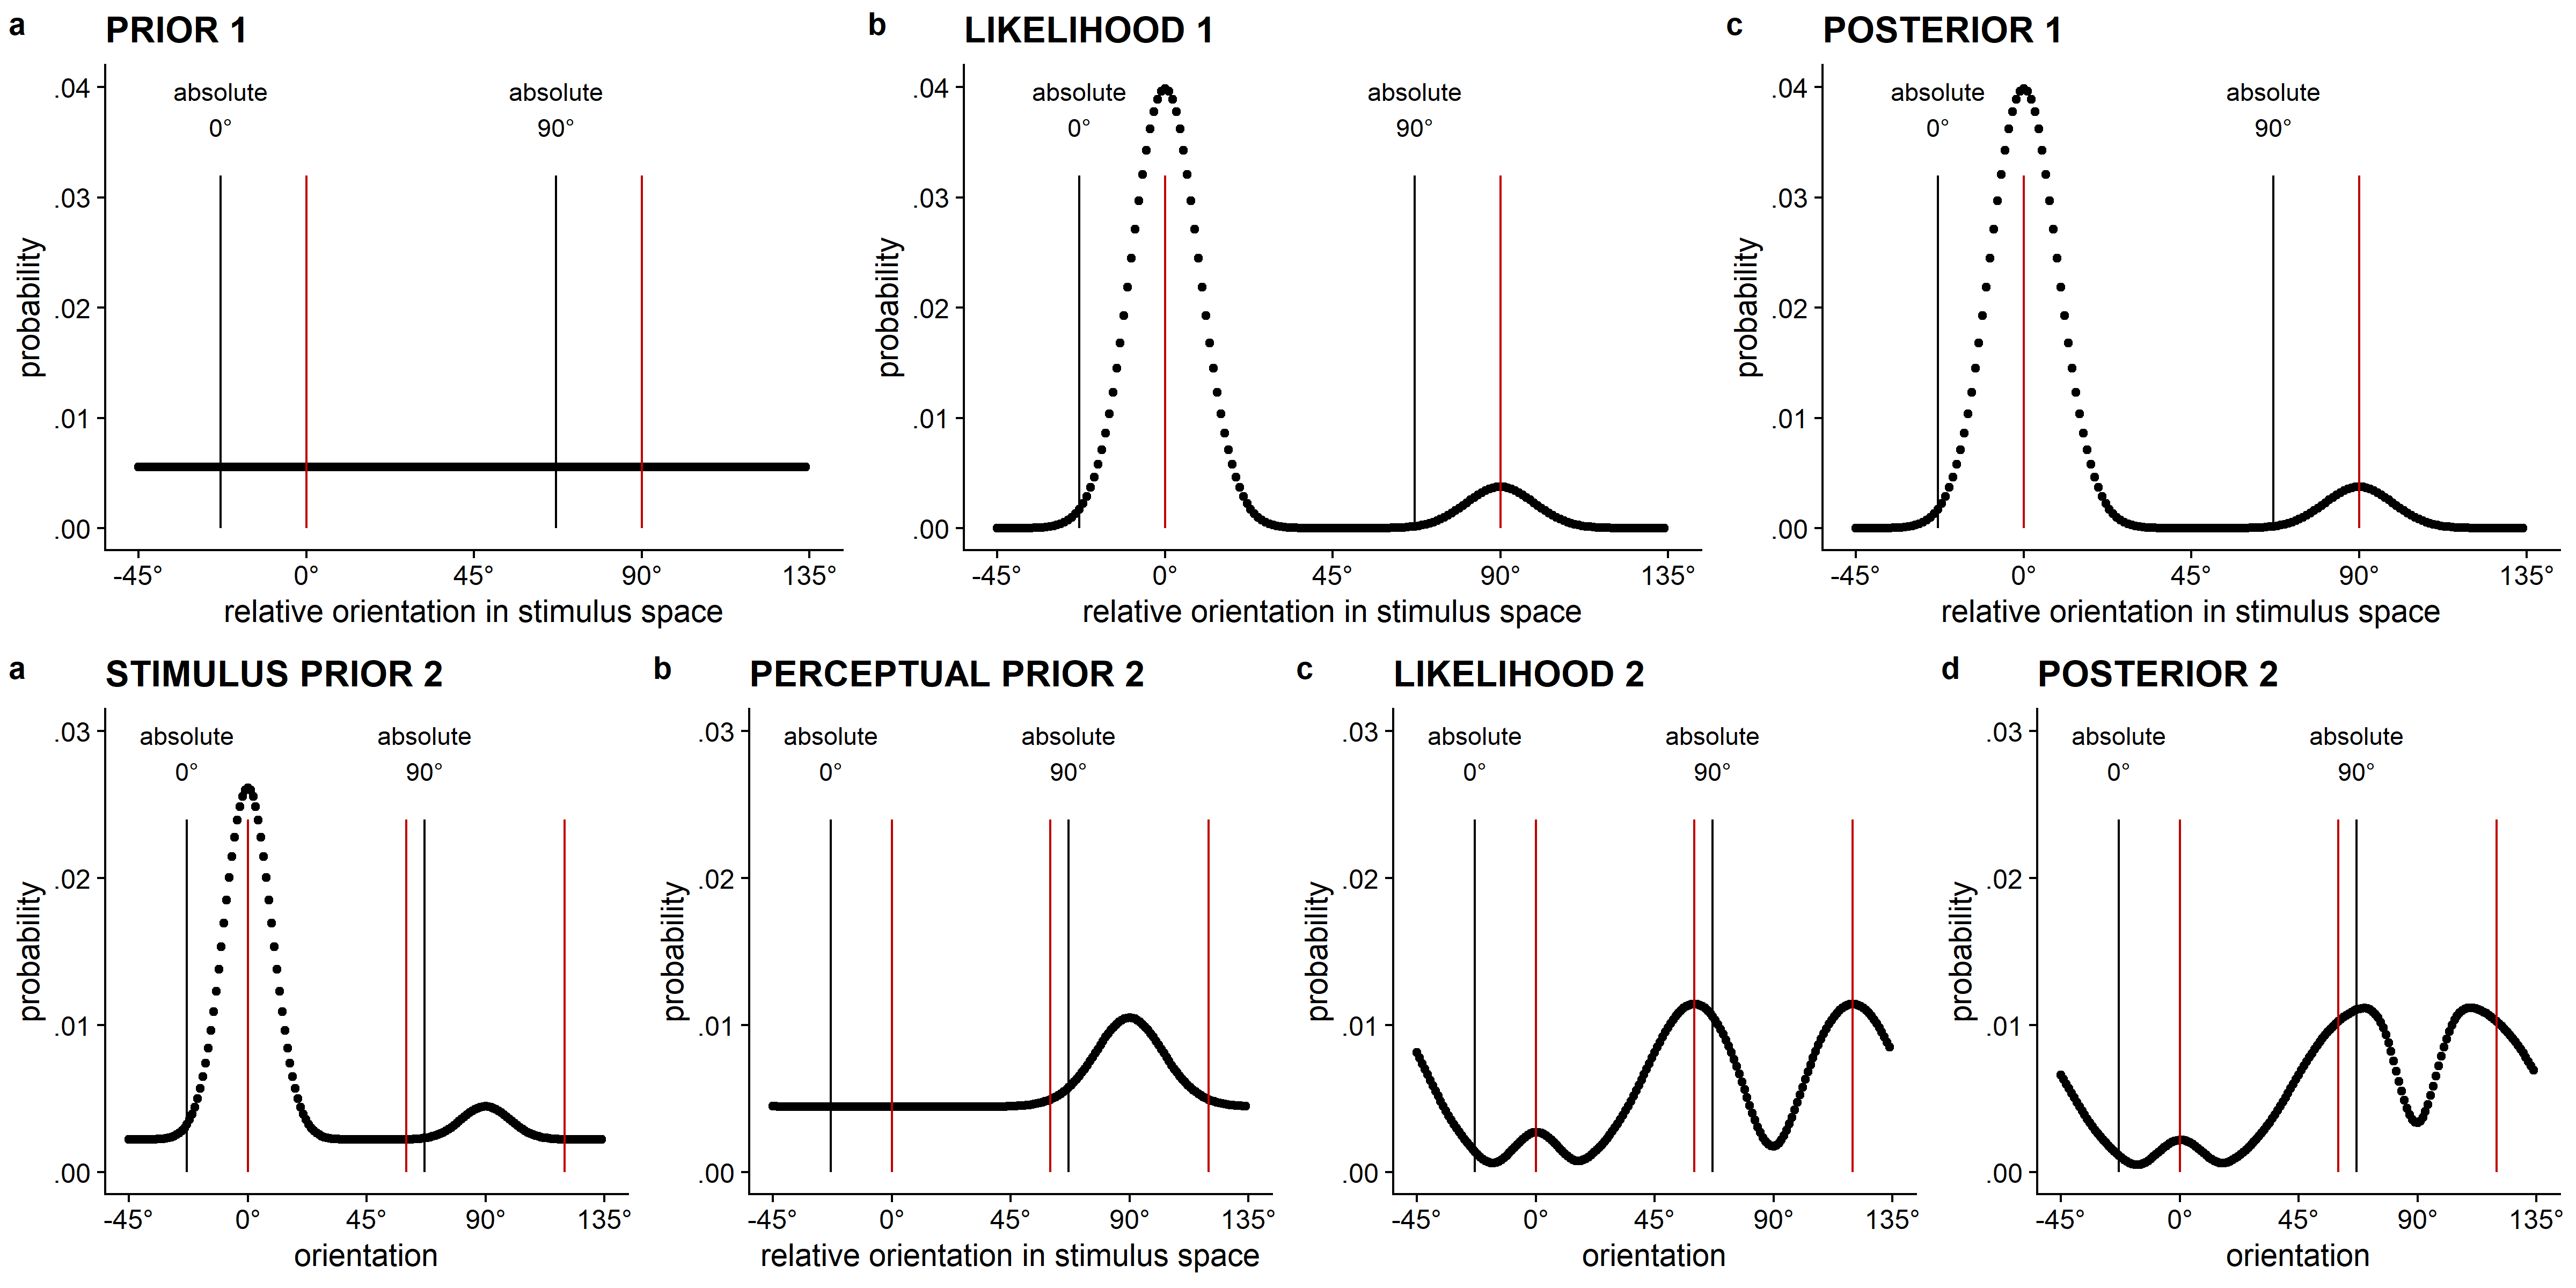 a PRIOR 1
absolute absolute
0° 90°
.04
.03
.02
.01
.00
probability
-45° 0° 45° 90° 135°
relative orientation in stimulus space
b LIKELIHOOD 1
absolute absolute
0° 90°
.04
.03
.02
.01
.00
probability
-45° 0° 45° 90° 135°
relative orientation in stimulus space
c POSTERIOR 1
absolute absolute
0° 90°
.04
.03
.02
.01
.00
probability
-45° 0° 45° 90° 135°
relative orientation in stimulus space
a STIMULUS PRIOR 2
absolute absolute
0° 90°
.03
.02
.01
.00
probability
-45° 0° 45° 90° 135°
orientation
b PERCEPTUAL PRIOR 2
absolute absolute
0° 90°
.03
.02
.01
.00
probability
-45° 0° 45° 90° 135°
relative orientation in stimulus space
c LIKELIHOOD 2
absolute absolute
0° 90°
.03
.02
.01
.00
probability
-45° 0° 45° 90° 135°
orientation
d POSTERIOR 2
absolute absolute
0° 90°
.03
.02
.01
.00
probability
-45° 0° 45° 90° 135°
orientation